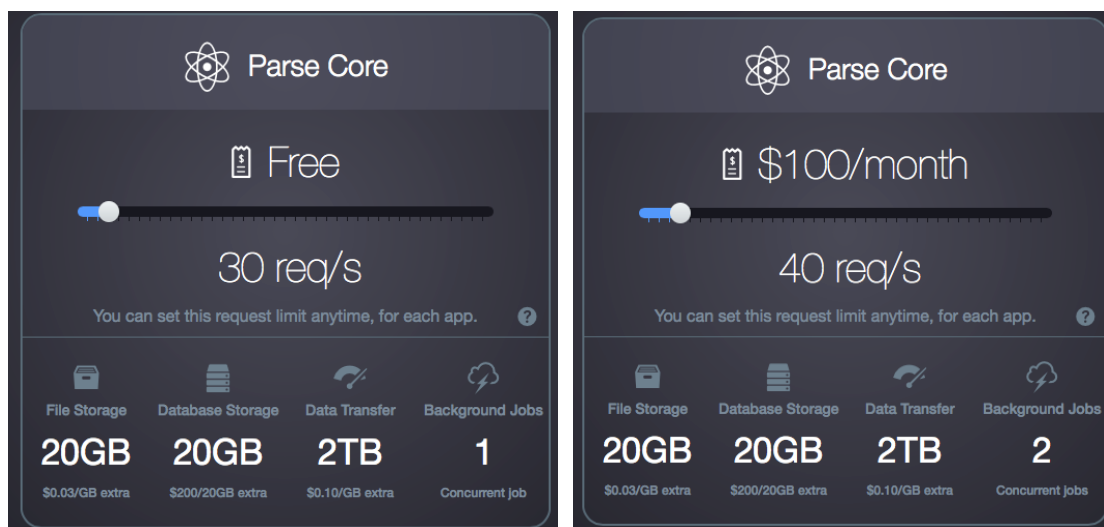 Parse Core
Free
30 req/s
You can set this request limit anytime, for each app. ?
File Storage Database Storage Data Transfer Background Jobs
20GB 20GB 2TB 1
$0.03/GB extra $200/20GB extra $0.10/GB extra Concurrent job
Parse Core
$100/month
40 req/s
You can set this request limit anytime, for each app. ?
File Storage Database Storage Data Transfer Background Jobs
20GB 20GB 2TB 2
$0.03/GB extra $200/20GB extra $0.10/GB extra Concurrent jobs